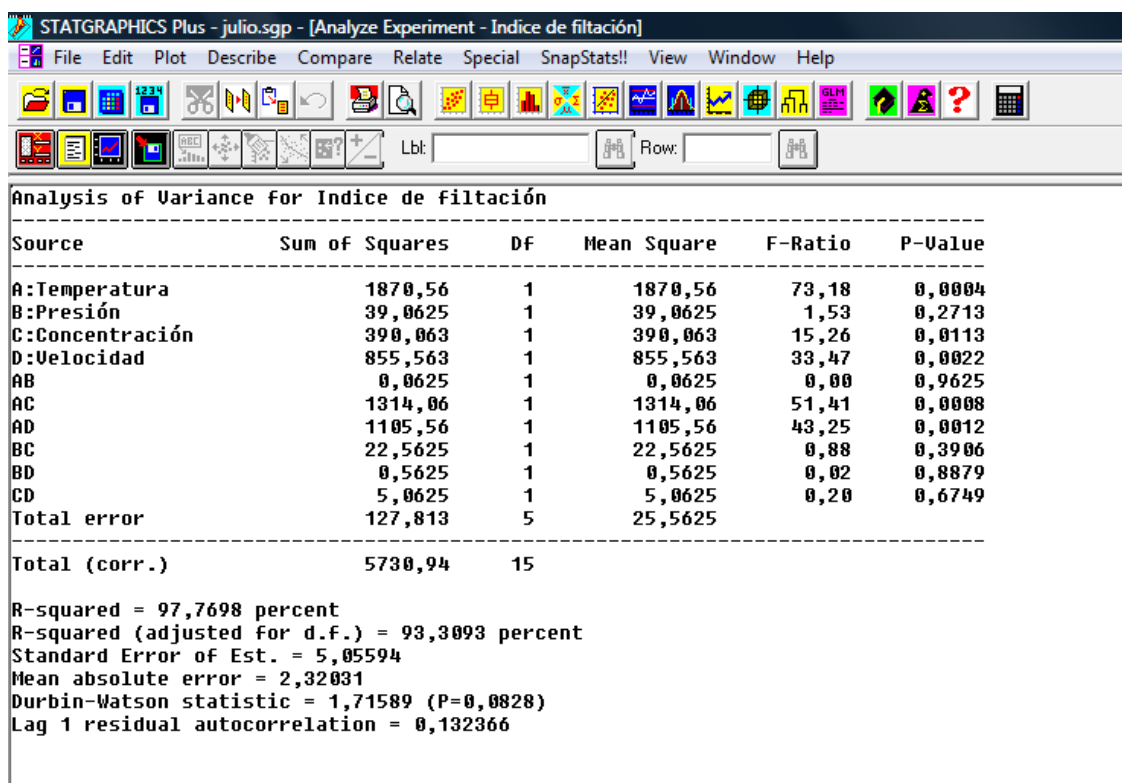 STATGRAPHICS Plus - julio.sgp - [Analyze Experiment - Indice de filtación]
File Edit Plot Describe Compare Relate Special SnapStats!! View Window Help
1234
GLM
ABC
Lbl: Row:
Analysis of Variance for Indice de filtación
Source Sum of Squares Df Mean Square F-Ratio P-Value
A:Temperatura 1870,56 1 1870,56 73,18 0,0004
B:Presión 39,0625 1 39,0625 1,53 0,2713
C:Concentración 390,063 1 390,063 15,26 0,0113
D:Velocidad 855,563 1 855,563 33,47 0,0022
AB 0,0625 1 0,0625 0,00 0,9625
AC 1314,06 1 1314,06 51,41 0,0008
AD 1105,56 1 1105,56 43,25 0,0012
BC 22,5625 1 22,5625 0,88 0,3906
BD 0,5625 1 0,5625 0,02 0,8879
CD 5,0625 1 5,0625 0,20 0,6749
Total error 127,813 5 25,5625
Total (corr.) 5730,94 15
R-squared = 97,7698 percent
R-squared (adjusted for d.f.) = 93,3093 percent
Standard Error of Est. = 5,05594
Mean absolute error = 2,32031
Durbin-Watson statistic = 1,71589 (P=0,0828)
Lag 1 residual autocorrelation = 0,132366